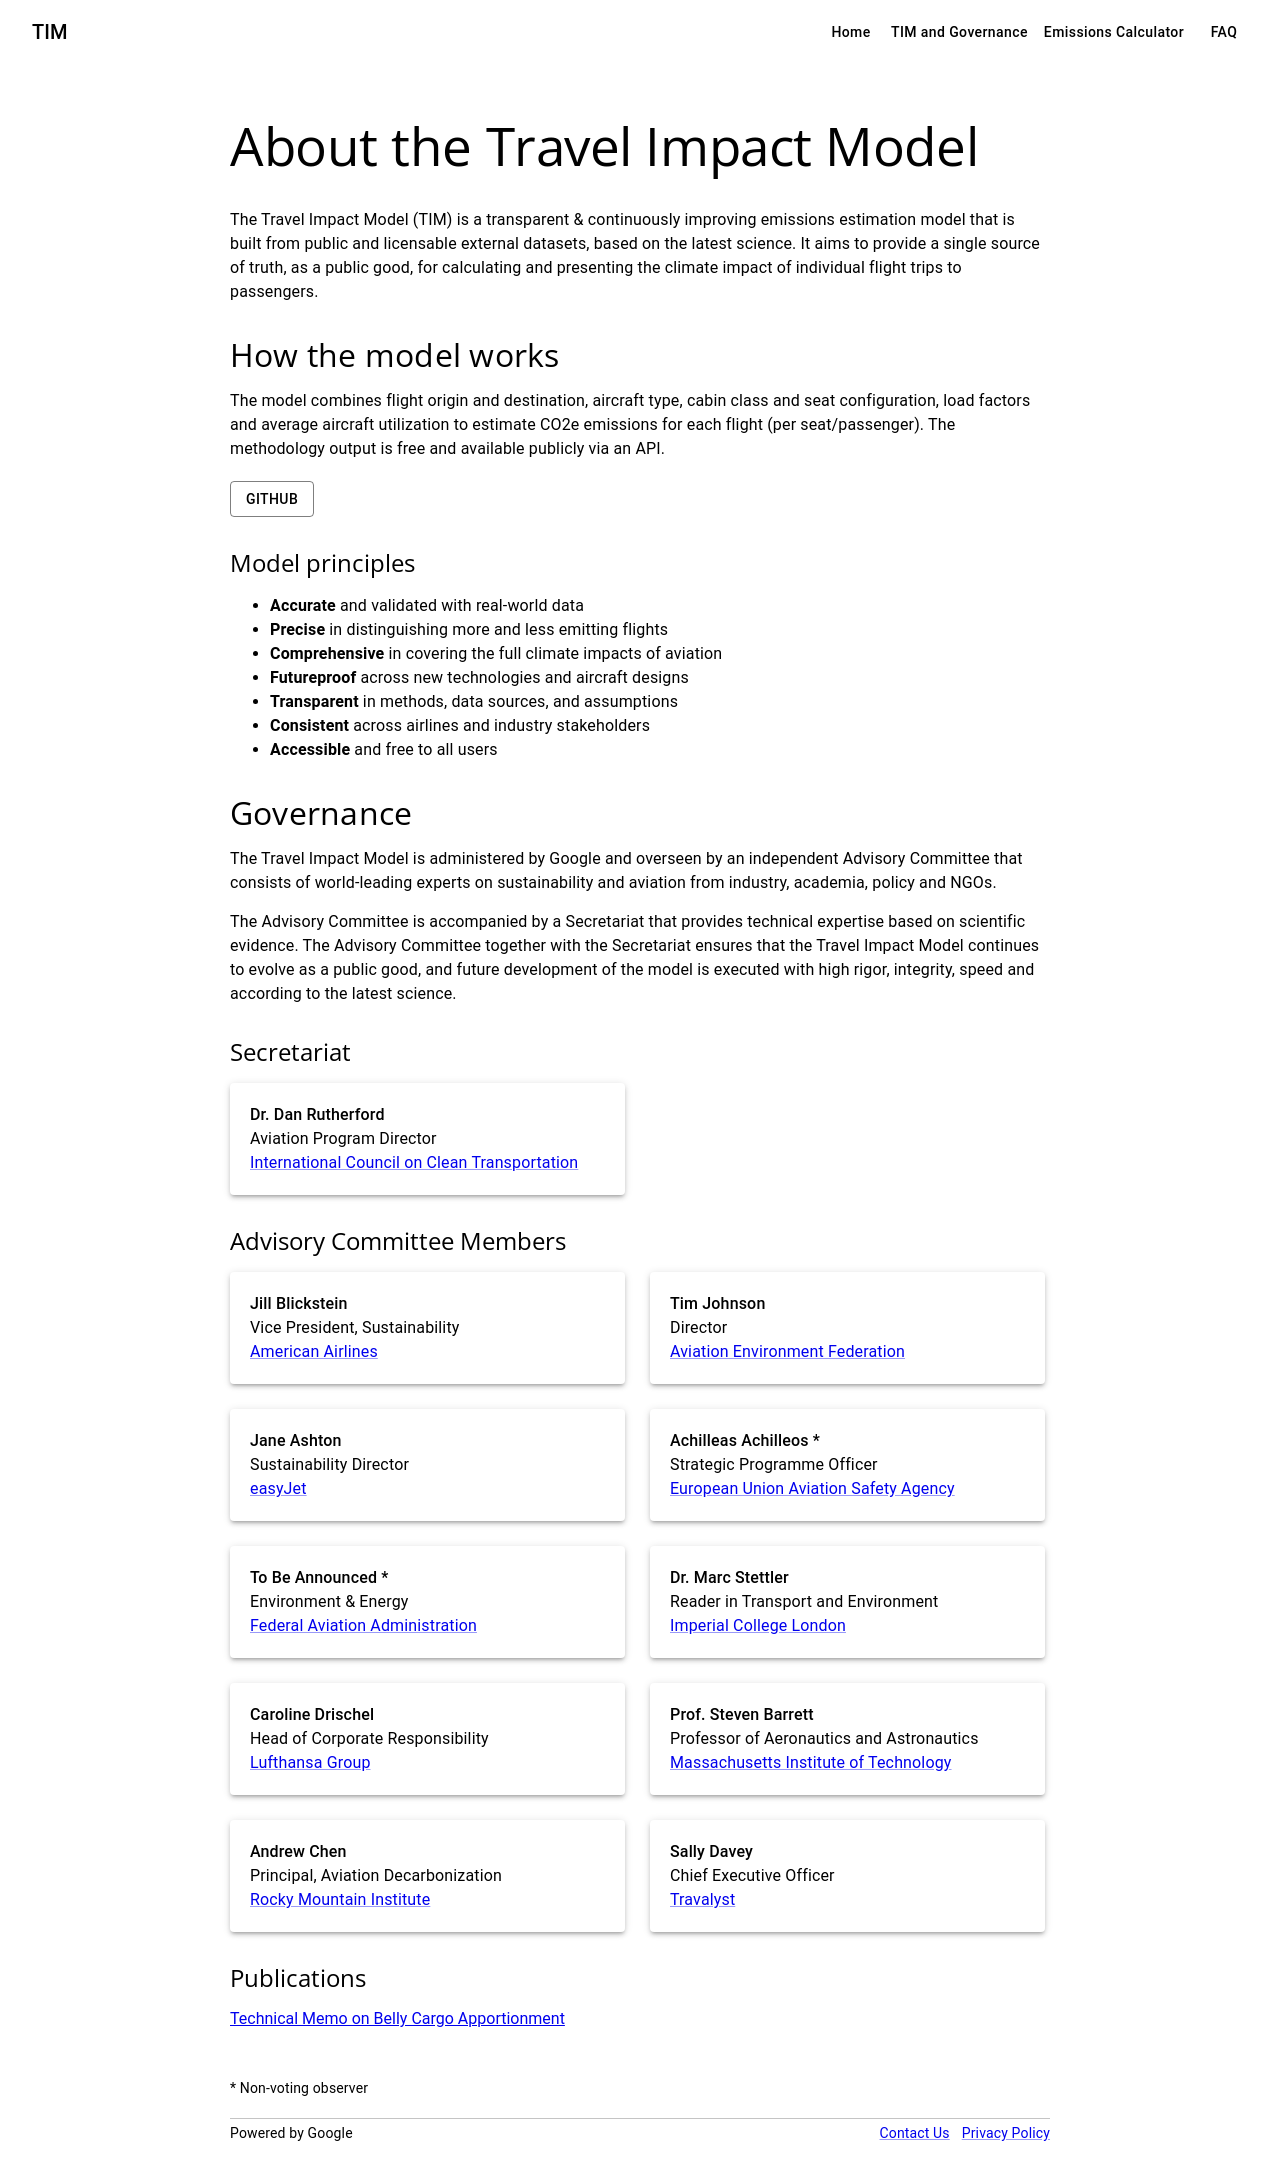 TIM
Home TIM and Governance Emissions Calculator FAQ
About the Travel Impact Model
The Travel Impact Model (TIM) is a transparent & continuously improving emissions estimation model that is
built from public and licensable external datasets, based on the latest science. It aims to provide a single source
of truth, as a public good, for calculating and presenting the climate impact of individual flight trips to
passengers.
How the model works
The model combines flight origin and destination, aircraft type, cabin class and seat configuration, load factors
and average aircraft utilization to estimate CO2e emissions for each flight (per seat/passenger). The
methodology output is free and available publicly via an API.
GITHUB
Model principles
• Accurate and validated with real-world data
• Precise in distinguishing more and less emitting flights
• Comprehensive in covering the full climate impacts of aviation
• Futureproof across new technologies and aircraft designs
• Transparent in methods, data sources, and assumptions
• Consistent across airlines and industry stakeholders
• Accessible and free to all users
Governance
The Travel Impact Model is administered by Google and overseen by an independent Advisory Committee that
consists of world-leading experts on sustainability and aviation from industry, academia, policy and NGOs.
The Advisory Committee is accompanied by a Secretariat that provides technical expertise based on scientific
evidence. The Advisory Committee together with the Secretariat ensures that the Travel Impact Model continues
to evolve as a public good, and future development of the model is executed with high rigor, integrity, speed and
according to the latest science.
Secretariat
Dr. Dan Rutherford
Aviation Program Director
International Council on Clean Transportation
Advisory Committee Members
Jill Blickstein
Vice President, Sustainability
American Airlines
Tim Johnson
Director
Aviation Environment Federation
Jane Ashton
Sustainability Director
easyJet
Achilleas Achilleos *
Strategic Programme Officer
European Union Aviation Safety Agency
To Be Announced *
Environment & Energy
Federal Aviation Administration
Dr. Marc Stettler
Reader in Transport and Environment
Imperial College London
Caroline Drischel
Head of Corporate Responsibility
Lufthansa Group
Prof. Steven Barrett
Professor of Aeronautics and Astronautics
Massachusetts Institute of Technology
Andrew Chen
Principal, Aviation Decarbonization
Rocky Mountain Institute
Sally Davey
Chief Executive Officer
Travalyst
Publications
Technical Memo on Belly Cargo Apportionment
* Non-voting observer
Powered by Google
Contact Us Privacy Policy